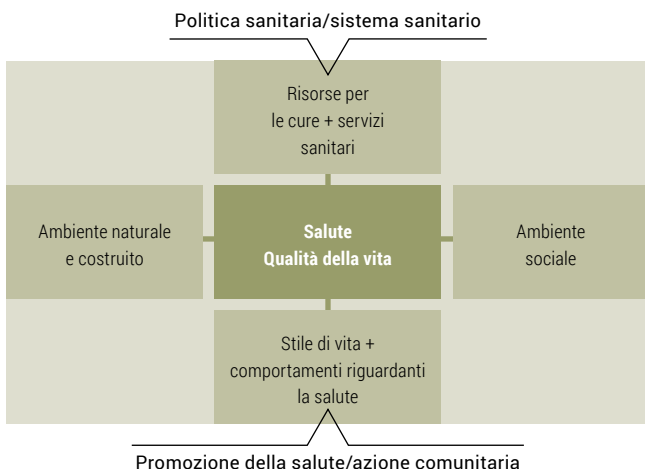 Politica sanitaria/sistema sanitario
Risorse per
le cure + servizi
sanitari
Ambiente naturale
e costruito
Salute
Qualità della vita
Ambiente
sociale
Stile di vita +
comportamenti riguardanti
la salute
Promozione della salute/azione comunitaria